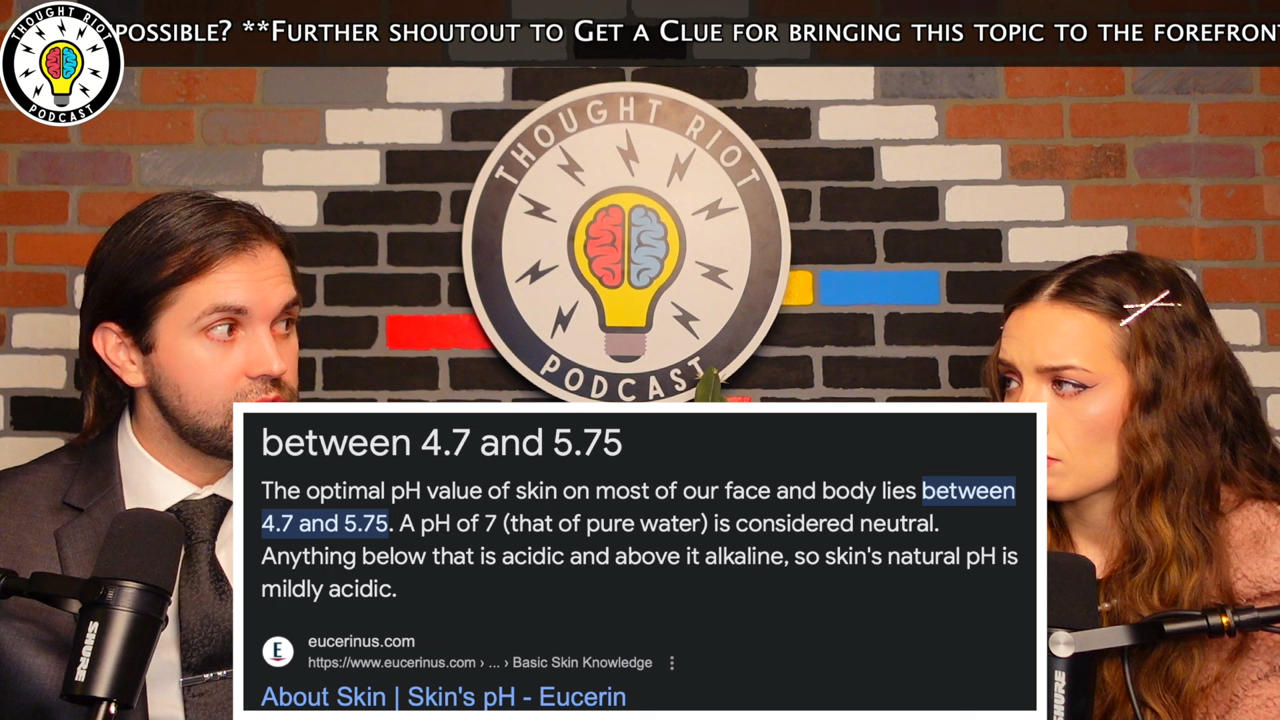 POSSIBLE? **FURTHER SHOUTOUT TO GET A CLUE FOR BRINGING THIS TOPIC TO THE FOREFRONT
THOUGHT RIOT
PODCAST
THOUGHT RIOT
PODCAST
between 4.7 and 5.75
The optimal pH value of skin on most of our face and body lies between
4.7 and 5.75. A pH of 7 (that of pure water) is considered neutral.
Anything below that is acidic and above it alkaline, so skin's natural pH is
mildly acidic.
E
eucerinus.com
https://www.eucerinus.com › ... › Basic Skin Knowledge
About Skin | Skin's pH - Eucerin
SHURE
SHURE